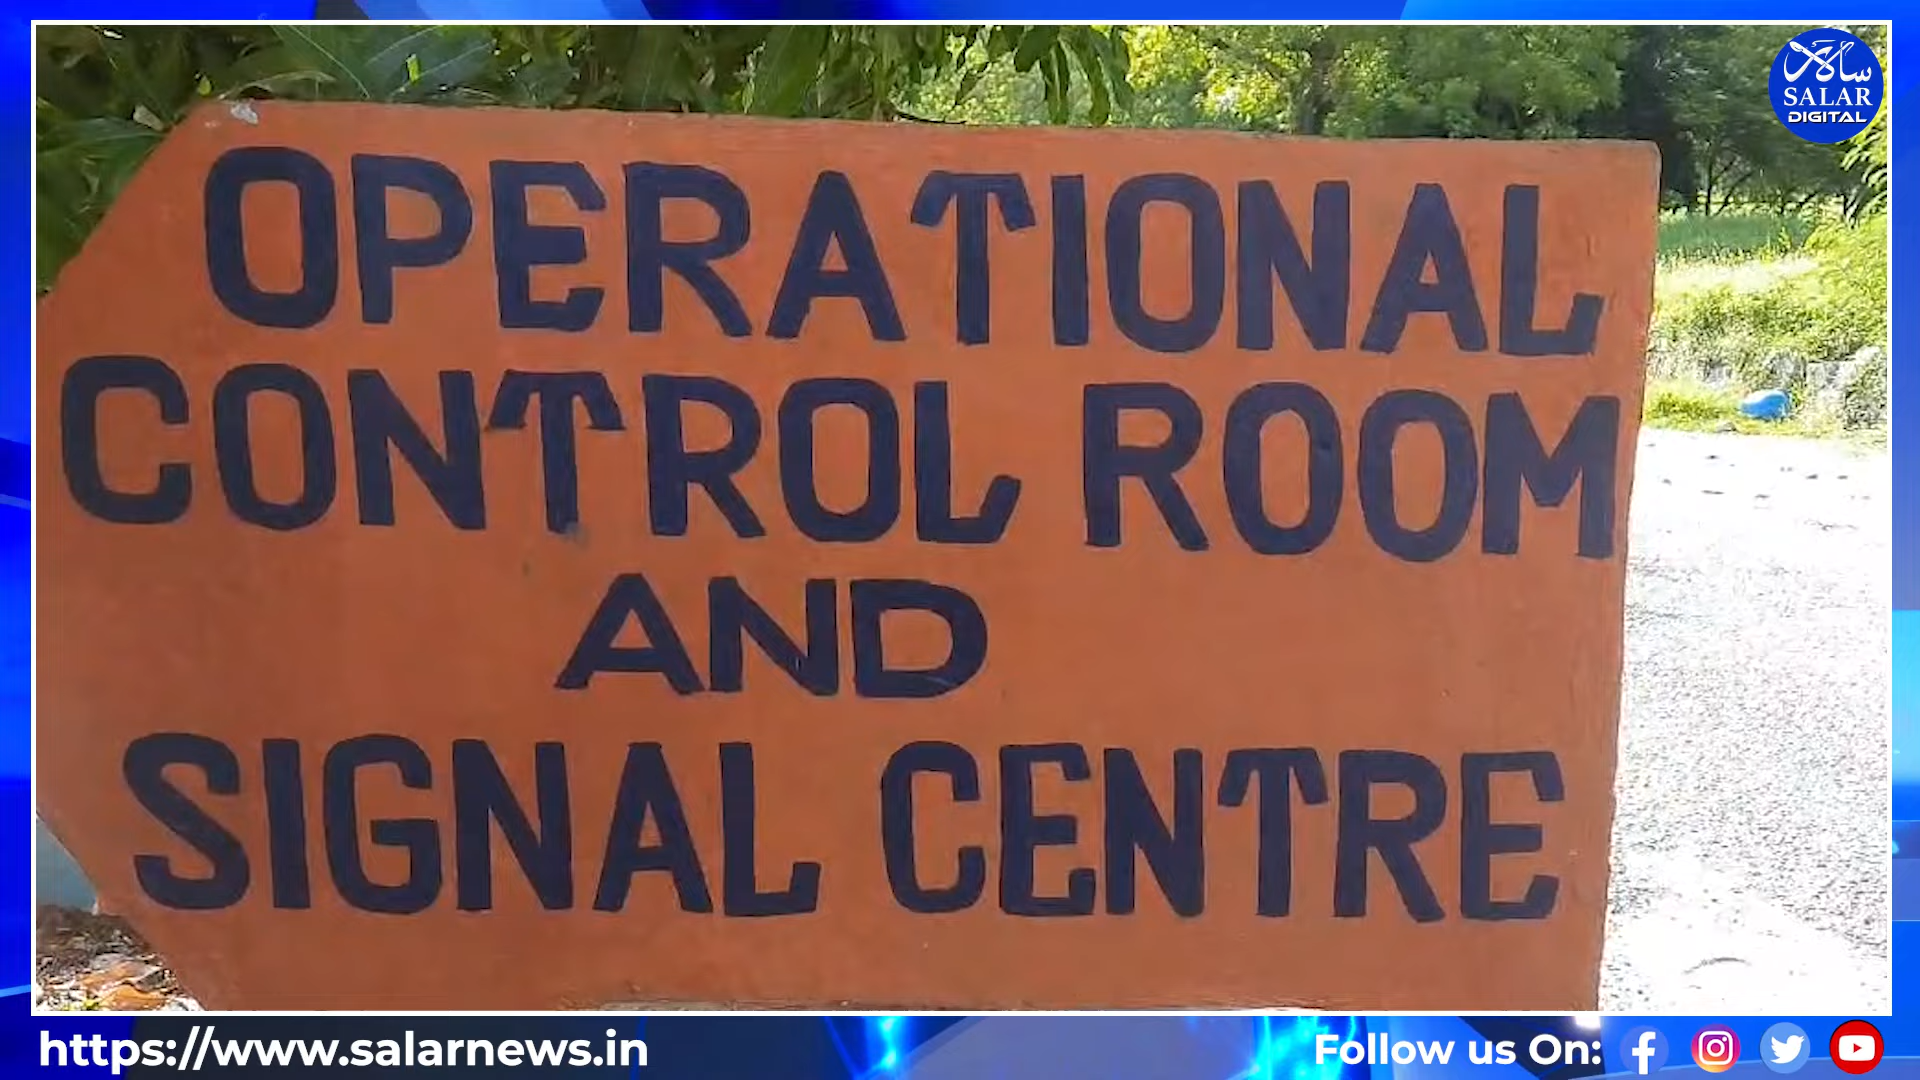 سالار
SALAR
DIGITAL
OPERATIONAL
CONTROL ROOM
AND
SIGNAL CENTRE
https://www.salarnews.in
Follow us On: